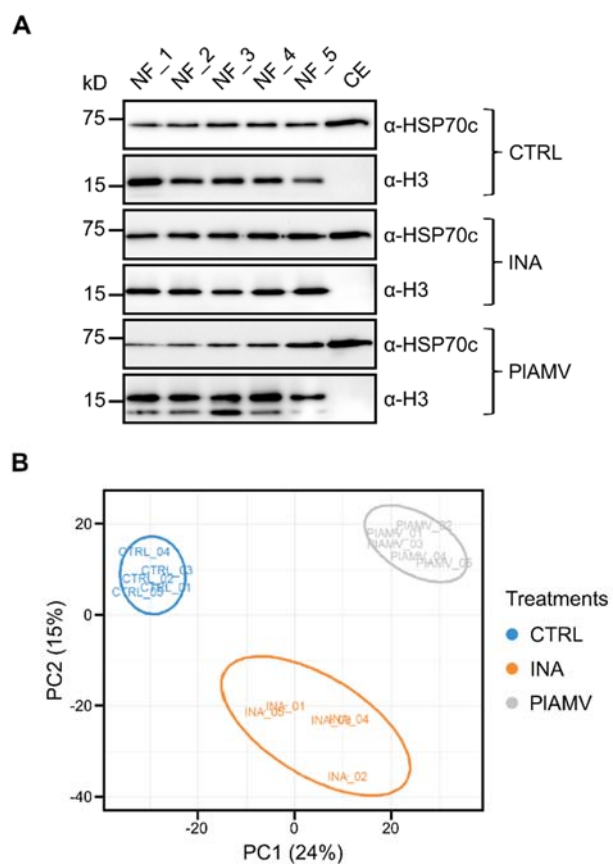 A
kD
NF_1 NF_2 NF_3 NF_4 NF_5 CE
75 α-HSP70c
15 α-H3
CTRL
75 α-HSP70c
15 α-H3
INA
75 α-HSP70c
15 α-H3
PlAMV
B
PC2 (15%)
20
0
-20
-40
CTRL_04
CTRL_03
CTRL_02
CTRL_01
CTRL_05
PlAMV_02
PlAMV_01
PlAMV_03
PlAMV_04
PlAMV_05
INA_01
INA_05
INA_04
INA_02
-20 0 20
PC1 (24%)
Treatments
CTRL
INA
PlAMV